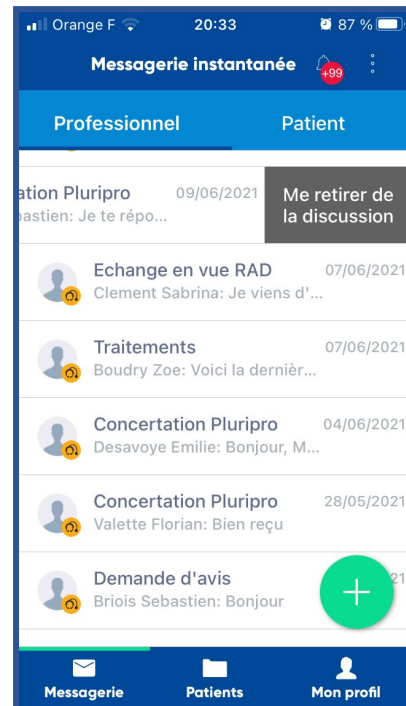 Orange F 20:33 87 %
Messagerie instantanée +99
Professionnel Patient
ation Pluripro 09/06/2021 Me retirer de
astien: Je te répo... la discussion
Echange en vue RAD 07/06/2021
Clement Sabrina: Je viens d'...
Traitements 07/06/2021
Boudry Zoe: Voici la dernièr...
Concertation Pluripro 04/06/2021
Desavoye Emilie: Bonjour, M...
Concertation Pluripro 28/05/2021
Valette Florian: Bien reçu
Demande d'avis 21
Briois Sebastien: Bonjour
+
Messagerie Patients Mon profil